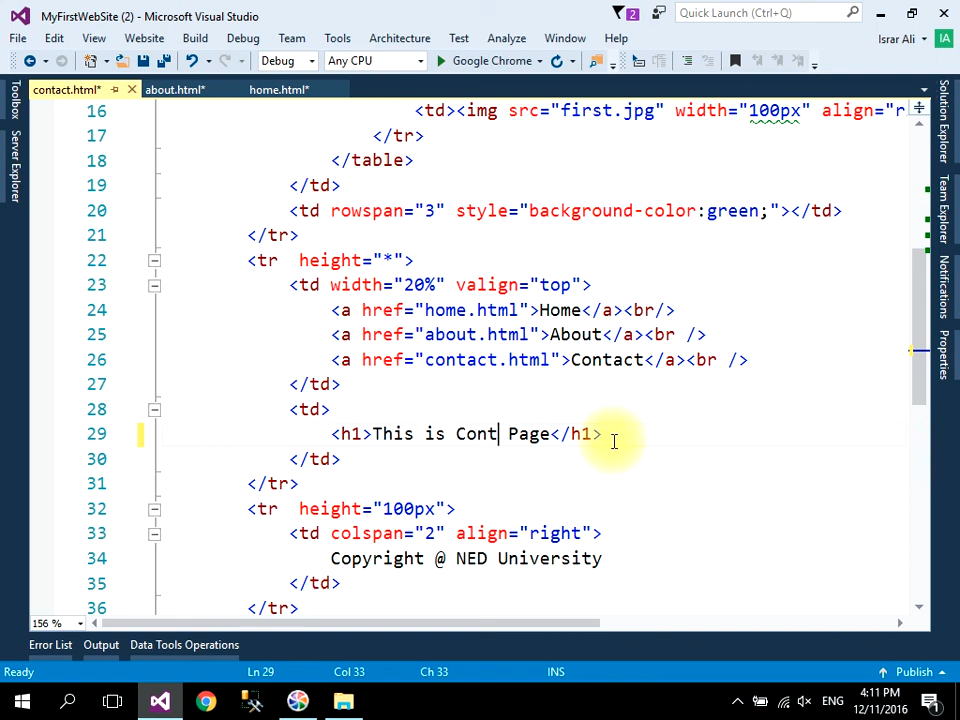 MyFirstWebSite (2) - Microsoft Visual Studio
2
Quick Launch (Ctrl+Q)
File Edit View Website Build Debug Team Tools Architecture Test Analyze Window Help
Israr Ali
IA
Debug Any CPU Google Chrome
contact.html* about.html* home.html*
Toolbox
Server Explorer
16 <td><img src="first.jpg" width="100px" align="r
17 </tr>
18 </table>
19 </td>
20 <td rowspan="3" style="background-color:green;"></td>
21 </tr>
22 <tr height="*">
23 <td width="20%" valign="top">
24 <a href="home.html">Home</a><br/>
25 <a href="about.html">About</a><br />
26 <a href="contact.html">Contact</a><br />
27 </td>
28 <td>
29 <h1>This is Cont Page</h1>
30 </td>
31 </tr>
32 <tr height="100px">
33 <td colspan="2" align="right">
34 Copyright @ NED University
35 </td>
36 </tr>
Solution Explorer
Team Explorer
Notifications
Properties
156 %
Error List Output Data Tools Operations
Ready Ln 29 Col 33 Ch 33 INS Publish
ENG
4:11 PM
12/11/2016
1